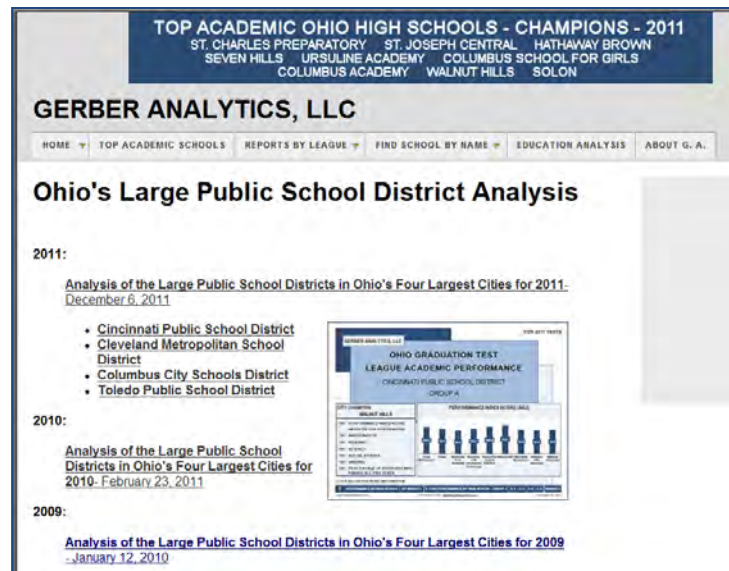 TOP ACADEMIC OHIO HIGH SCHOOLS - CHAMPIONS - 2011
ST. CHARLES PREPARATORY ST. JOSEPH CENTRAL HATHAWAY BROWN
SEVEN HILLS URSULINE ACADEMY COLUMBUS SCHOOL FOR GIRLS
COLUMBUS ACADEMY WALNUT HILLS SOLON
GERBER ANALYTICS, LLC
HOME TOP ACADEMIC SCHOOLS REPORTS BY LEAGUE FIND SCHOOL BY NAME EDUCATION ANALYSIS ABOUT G. A.
Ohio's Large Public School District Analysis
2011:
Analysis of the Large Public School Districts in Ohio's Four Largest Cities for 2011-
December 6, 2011
Cincinnati Public School District
Cleveland Metropolitan School
District
Columbus City Schools District
Toledo Public School District
GERBER ANALYTICS, LLC
OHIO GRADUATION TEST
LEAGUE ACADEMIC PERFORMANCE
CINCINNATI PUBLIC SCHOOL DISTRICT
GROUP A
WALNUT HILLS
2010:
Analysis of the Large Public School
Districts in Ohio's Four Largest Cities for
2010- February 23, 2011
2009:
Analysis of the Large Public School Districts in Ohio's Four Largest Cities for 2009
- January 12, 2010